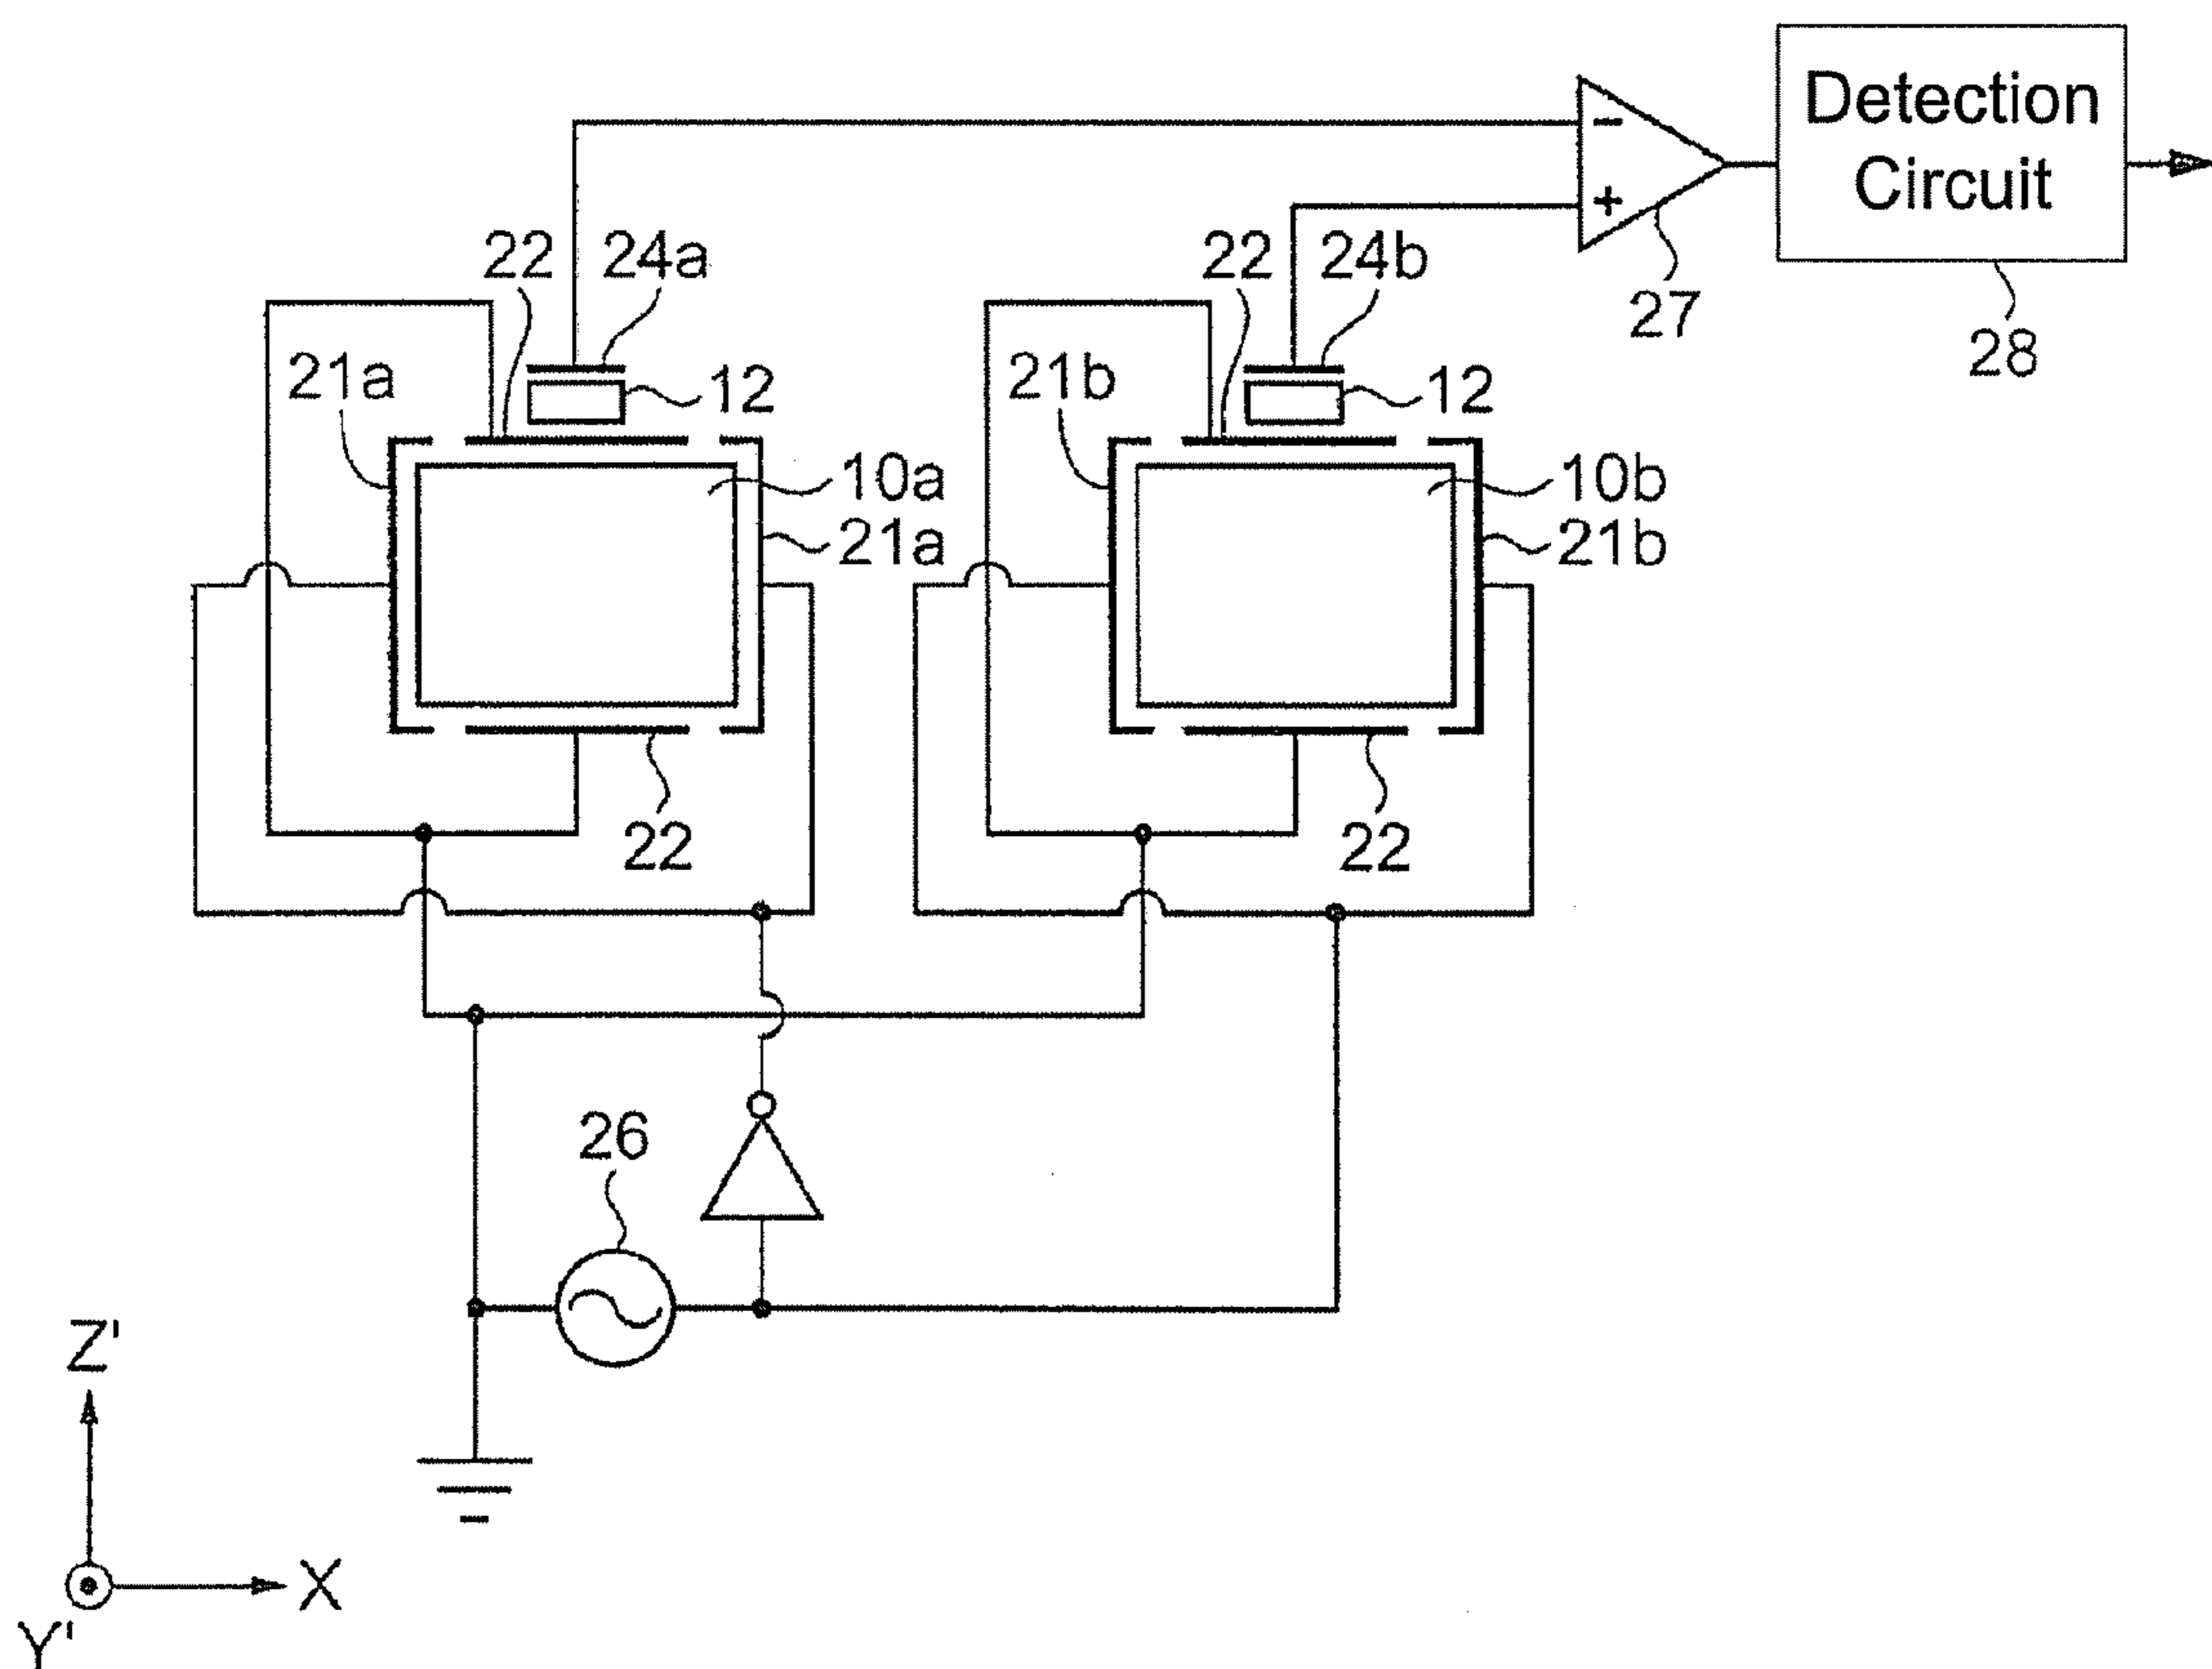 Detection
Circuit
−
+
27
28
22
24a
22
24b
21a
12
21b
12
10a
21a
10b
21b
22
22
26
Z'
X
Y'